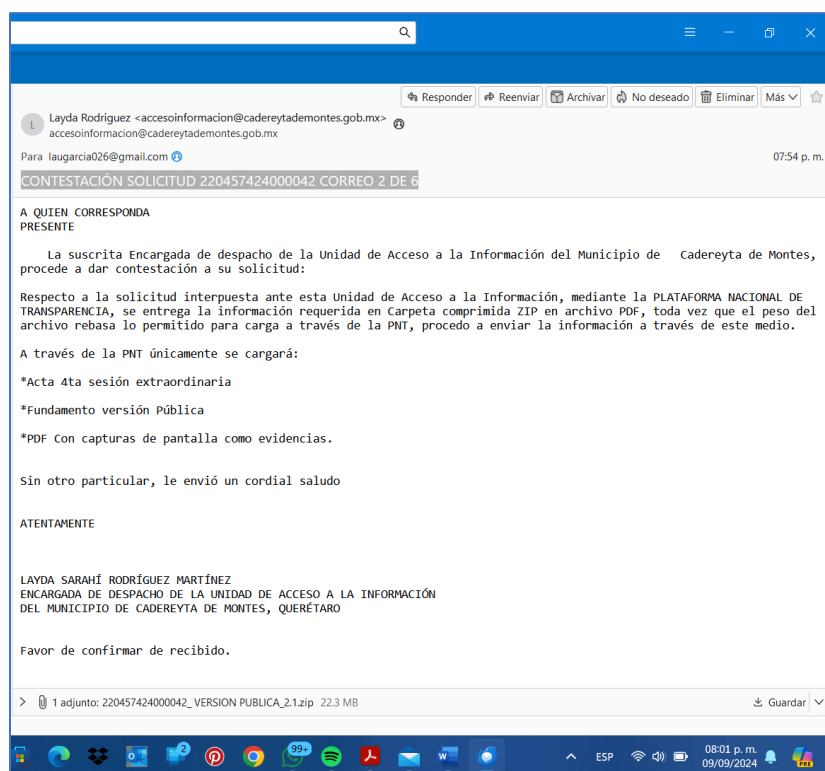 Responder Reenviar Archivar No deseado Eliminar Más
L
Layda Rodriguez <accesoinformacion@cadereytademontes.gob.mx>
accesoinformacion@cadereytademontes.gob.mx
Para laugarcia026@gmail.com 07:54 p. m.
CONTESTACIÓN SOLICITUD 220457424000042 CORREO 2 DE 6
A QUIEN CORRESPONDA
PRESENTE
La suscrita Encargada de despacho de la Unidad de Acceso a la Información del Municipio de Cadereyta de Montes,
procede a dar contestación a su solicitud:
Respecto a la solicitud interpuesta ante esta Unidad de Acceso a la Información, mediante la PLATAFORMA NACIONAL DE
TRANSPARENCIA, se entrega la información requerida en Carpeta comprimida ZIP en archivo PDF, toda vez que el peso del
archivo rebasa lo permitido para carga a través de la PNT, procedo a enviar la información a través de este medio.
A través de la PNT únicamente se cargará:
*Acta 4ta sesión extraordinaria
*Fundamento versión Pública
*PDF Con capturas de pantalla como evidencias.
Sin otro particular, le envió un cordial saludo
ATENTAMENTE
LAYDA SARAHÍ RODRÍGUEZ MARTÍNEZ
ENCARGADA DE DESPACHO DE LA UNIDAD DE ACCESO A LA INFORMACIÓN
DEL MUNICIPIO DE CADEREYTA DE MONTES, QUERÉTARO
Favor de confirmar de recibido.
1 adjunto: 220457424000042_ VERSION PUBLICA_2.1.zip 22.3 MB Guardar
2 99+ ESP 08:01 p. m.
09/09/2024
PRE